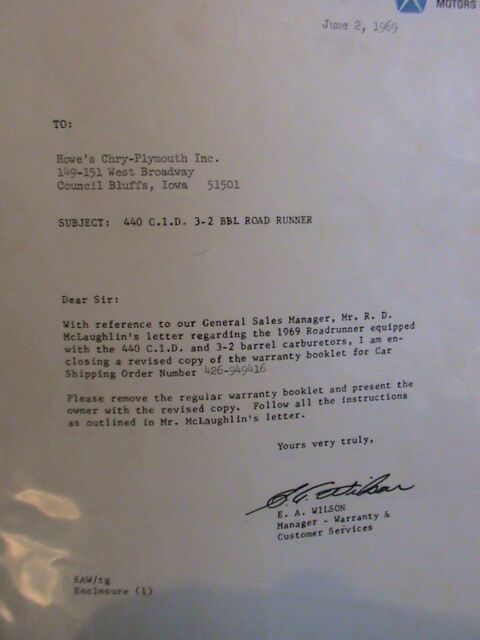 MOTORS
June 2, 1969
TO:
Howe's Chry-Plymouth Inc.
149-151 West Broadway
Council Bluffs, Iowa 51501
SUBJECT: 440 C.I.D. 3-2 BBL ROAD RUNNER
Dear Sir:
With reference to our General Sales Manager, Mr. R. D.
McLaughlin's letter regarding the 1969 Roadrunner equipped
with the 440 C.I.D. and 3-2 barrel carburetors, I am en-
closing a revised copy of the warranty booklet for Car
Shipping Order Number 426-949416
Please remove the regular warranty booklet and present the
owner with the revised copy. Follow all the instructions
as outlined in Mr. McLaughlin's letter.
Yours very truly,
E. A. Wilson
E. A. WILSON
Manager - Warranty &
Customer Services
EAW/tg
Enclosure (1)